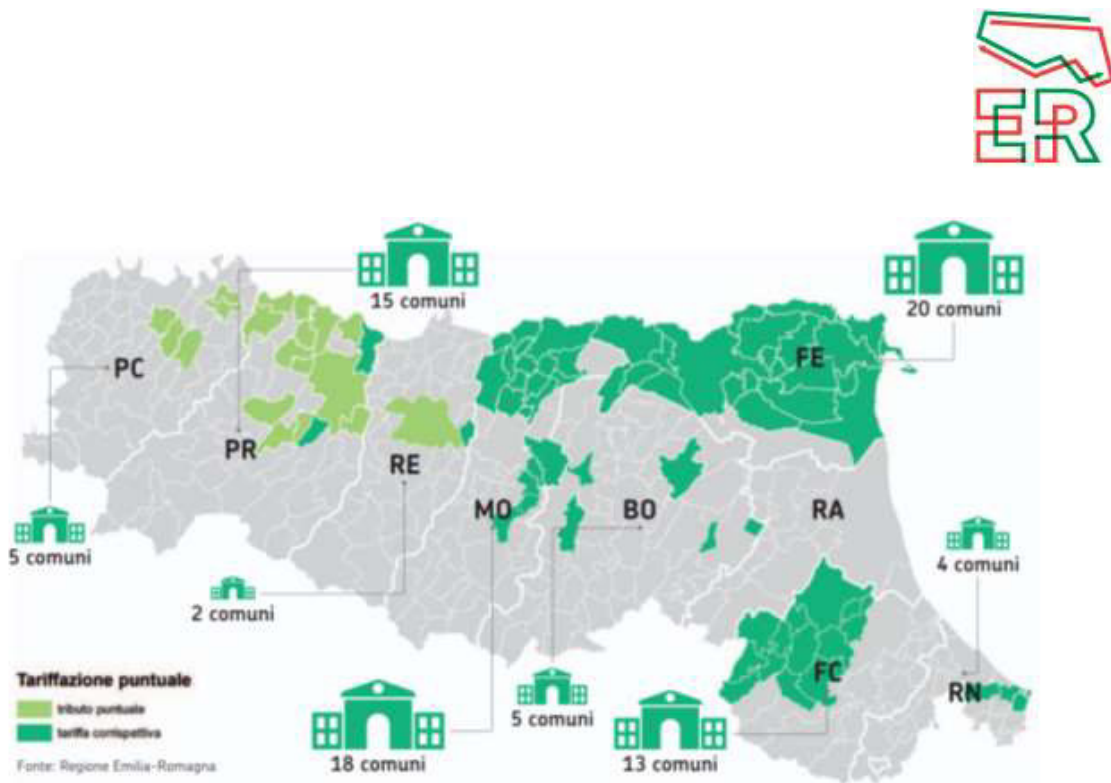 ER
15 comuni
20 comuni
FE
PC
PR
RE
MO
BO
RA
4 comuni
5 comuni
2 comuni
Tariffazione puntuale
tributo puntuale
tariffa corrispettiva
5 comuni
FC
RN
18 comuni
13 comuni
Fonte: Regione Emilia-Romagna